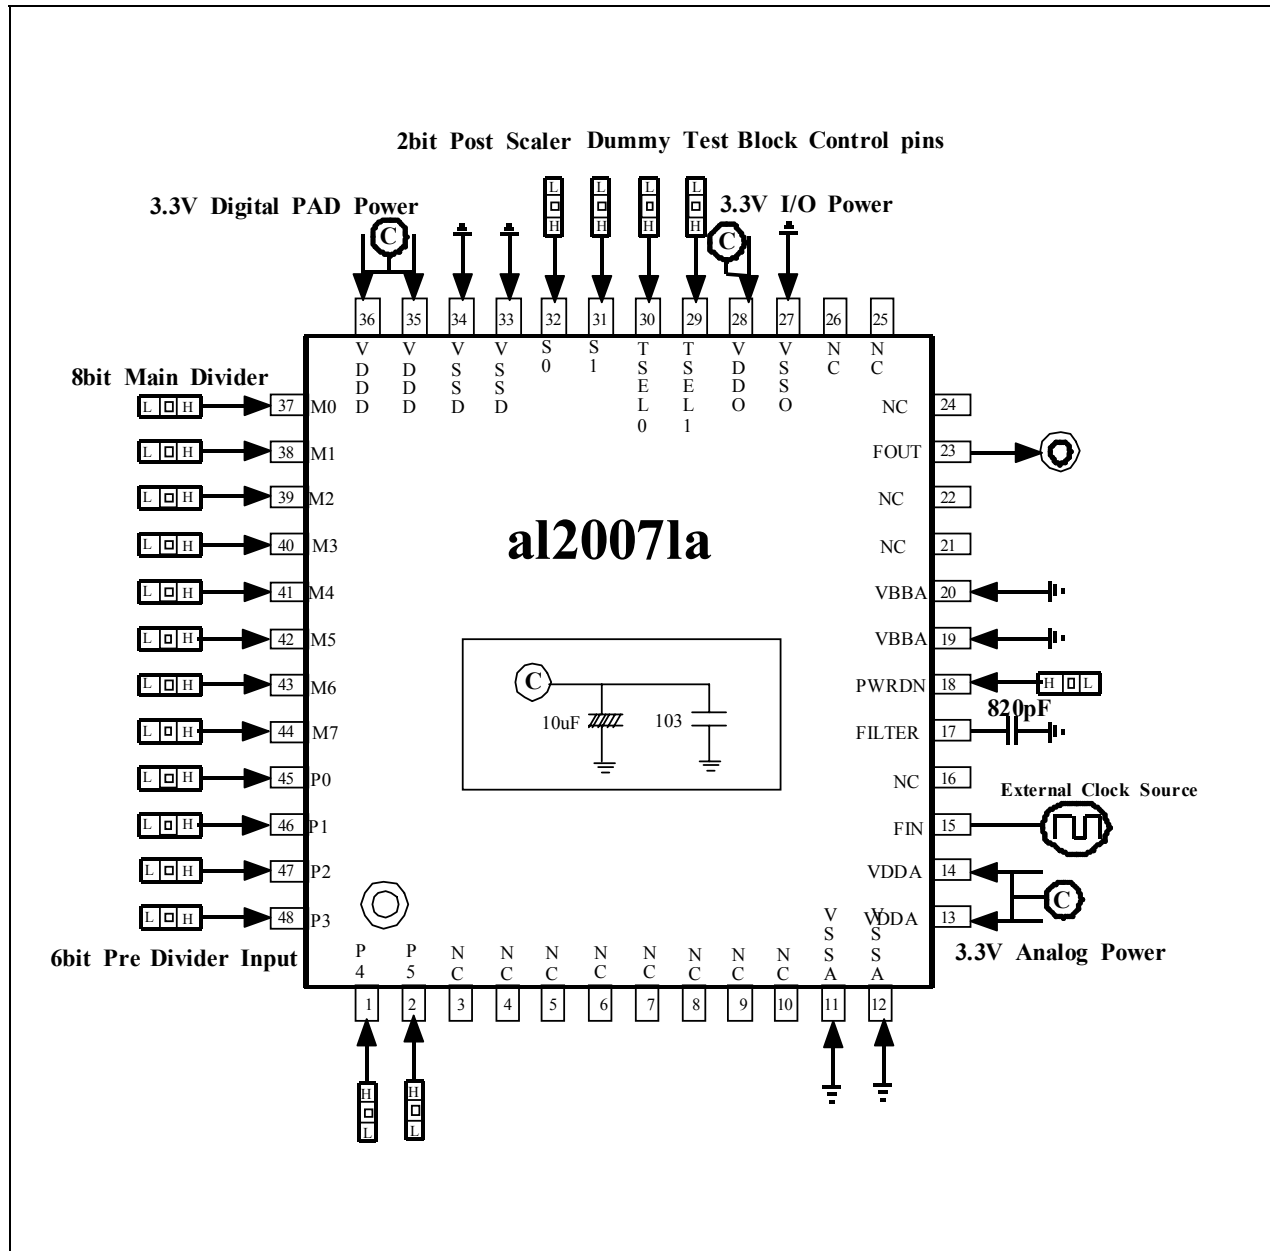 2bit Post Scaler Dummy Test Block Control pins
3.3V Digital PAD Power
3.3V I/O Power
L H
L H
L H
L H
C
C
36 35 34 33 32 31 30 29 28 27 26 25
VDDD
VDDD
VSSD
VSSD
S0
S1
TSEL0
TSEL1
VDDO
VSSO
NC
NC
8bit Main Divider
L H 37 M0
L H 38 M1
L H 39 M2
L H 40 M3
L H 41 M4
L H 42 M5
L H 43 M6
L H 44 M7
L H 45 P0
L H 46 P1
L H 47 P2
L H 48 P3
6bit Pre Divider Input
al2007la
C
10uF
103
NC 24
FOUT 23
NC 22
NC 21
VBBA 20
VBBA 19
PWRDN 18 H L
820pF
FILTER 17
NC 16
External Clock Source
FIN 15
VDDA 14
C
VDDA 13
3.3V Analog Power
P4
P5
NC
NC
NC
NC
NC
NC
NC
NC
VSSA
VSSA
1 2 3 4 5 6 7 8 9 10 11 12
H L
H L